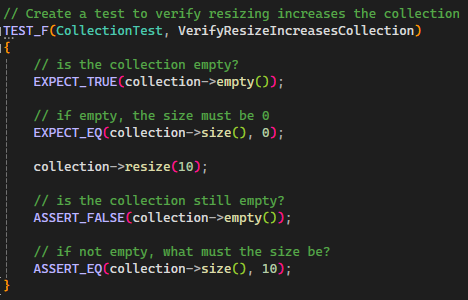 // Create a test to verify resizing increases the collection
TEST_F(CollectionTest, VerifyResizeIncreasesCollection)
{
    // is the collection empty?
    EXPECT_TRUE(collection->empty());
    // if empty, the size must be 0
    EXPECT_EQ(collection->size(), 0);
    collection->resize(10);
    // is the collection still empty?
    ASSERT_FALSE(collection->empty());
    // if not empty, what must the size be?
    ASSERT_EQ(collection->size(), 10);
}